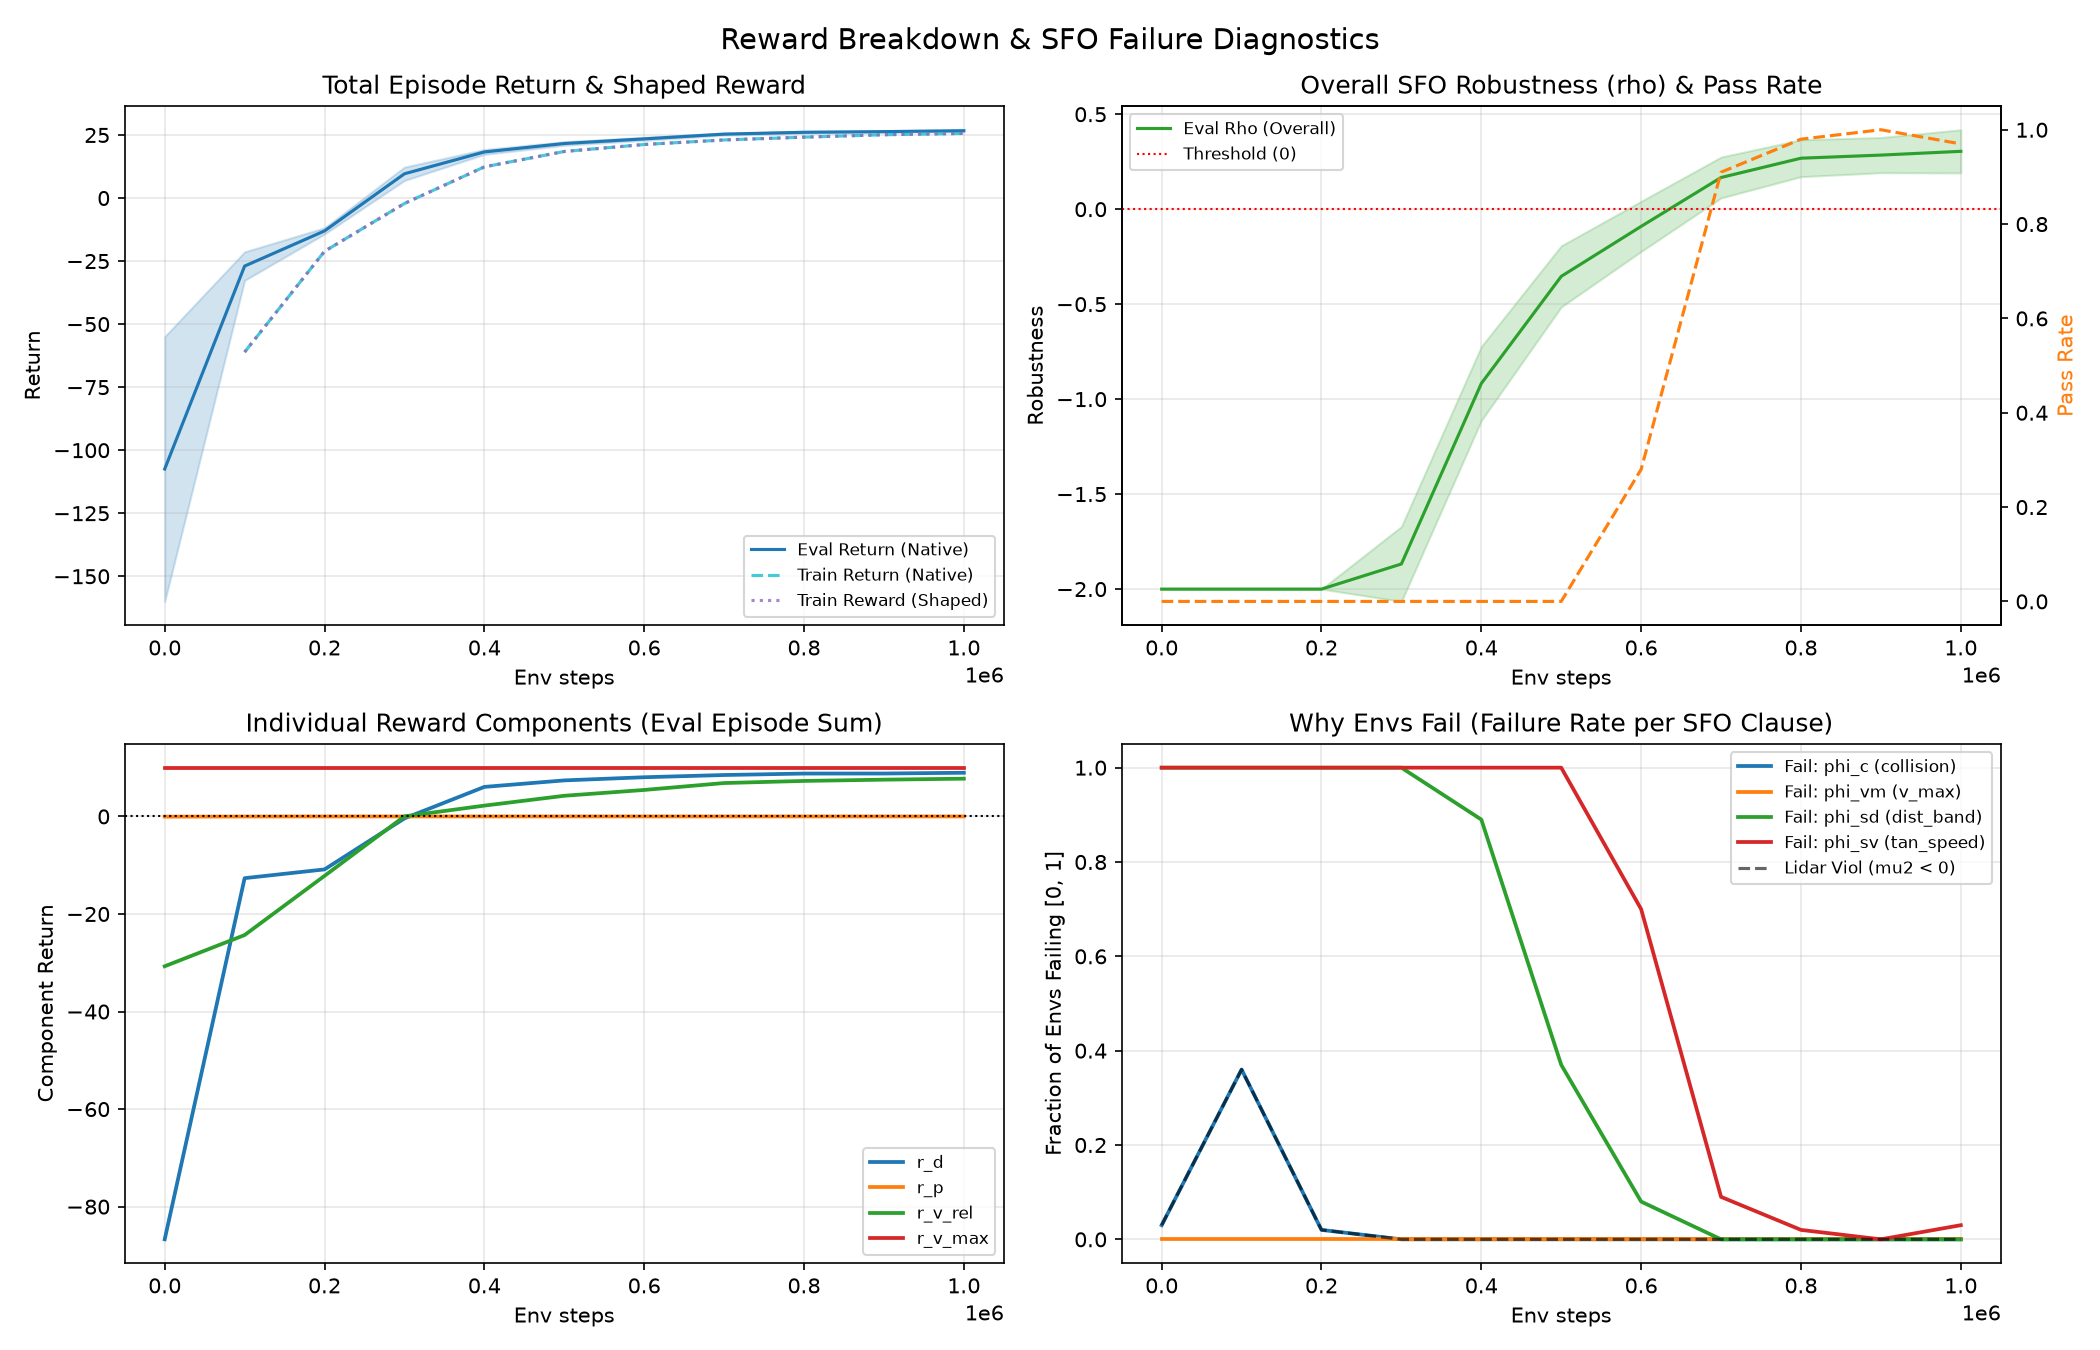 Reward Breakdown & SFO Failure Diagnostics
Total Episode Return & Shaped Reward
Return
25
0
−25
−50
−75
−100
−125
−150
Eval Return (Native)
Train Return (Native)
Train Reward (Shaped)
0.0 0.2 0.4 0.6 0.8 1.0
1e6
Env steps
Overall SFO Robustness (rho) & Pass Rate
Robustness
0.5
0.0
−0.5
−1.0
−1.5
−2.0
Eval Rho (Overall)
Threshold (0)
1.0
0.8
0.6
0.4
0.2
0.0
Pass Rate
0.0 0.2 0.4 0.6 0.8 1.0
1e6
Env steps
Individual Reward Components (Eval Episode Sum)
Component Return
0
−20
−40
−60
−80
r_d
r_p
r_v_rel
r_v_max
0.0 0.2 0.4 0.6 0.8 1.0
1e6
Env steps
Why Envs Fail (Failure Rate per SFO Clause)
Fraction of Envs Failing [0, 1]
1.0
0.8
0.6
0.4
0.2
0.0
Fail: phi_c (collision)
Fail: phi_vm (v_max)
Fail: phi_sd (dist_band)
Fail: phi_sv (tan_speed)
Lidar Viol (mu2 < 0)
0.0 0.2 0.4 0.6 0.8 1.0
1e6
Env steps